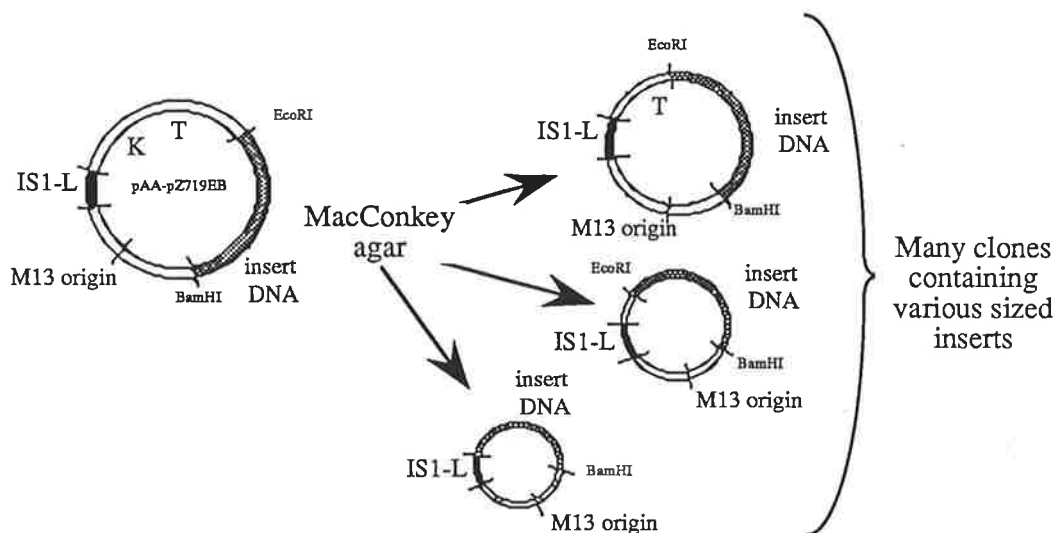 EcoRI
K
T
IS1-L
pAA-pZ719EB
M13 origin
BamHI
insert
DNA
MacConkey
agar
EcoRI
T
IS1-L
insert
DNA
BamHI
M13 origin
EcoRI
insert
DNA
IS1-L
BamHI
M13 origin
insert
DNA
IS1-L
BamHI
M13 origin
Many clones
containing
various sized
inserts